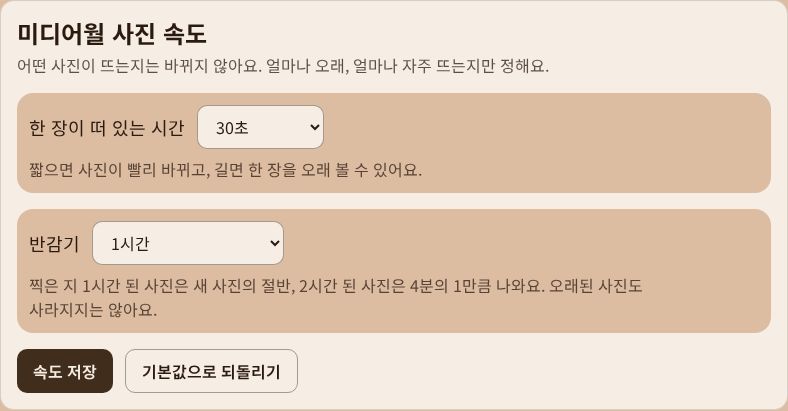 미디어월 사진 속도
어떤 사진이 뜨는지는 바뀌지 않아요. 얼마나 오래, 얼마나 자주 뜨는지만 정해요.
한 장이 떠 있는 시간 30초
짧으면 사진이 빨리 바뀌고, 길면 한 장을 오래 볼 수 있어요.
반감기 1시간
찍은 지 1시간 된 사진은 새 사진의 절반, 2시간 된 사진은 4분의 1만큼 나와요. 오래된 사진도
사라지지는 않아요.
속도 저장 기본값으로 되돌리기